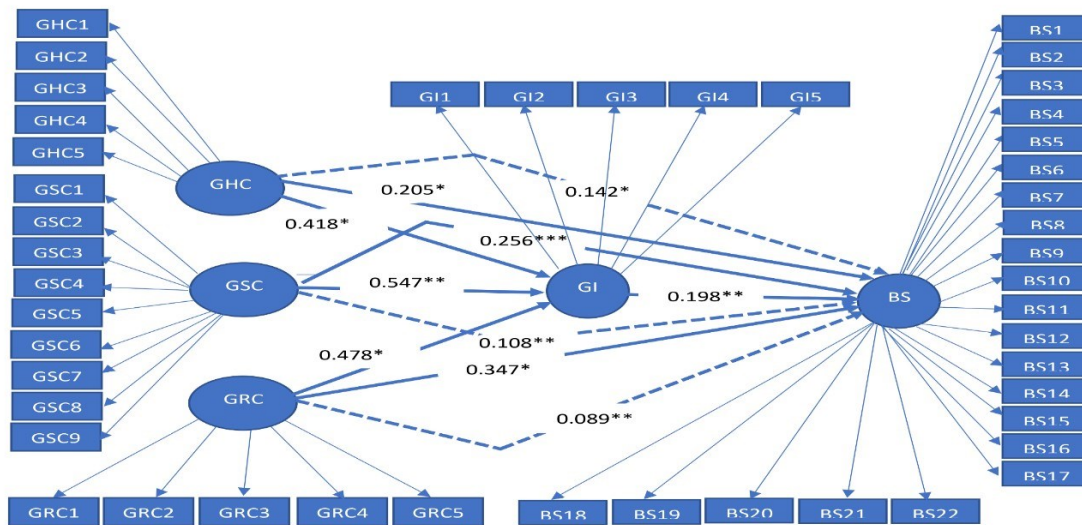 GHC1
GHC2
GHC3
GHC4
GHC5
GSC1
GSC2
GSC3
GSC4
GSC5
GSC6
GSC7
GSC8
GSC9
GRC1
GRC2
GRC3
GRC4
GRC5
GHC
GSC
GRC
GI1
GI2
GI3
GI4
GI5
0.205*
0.142*
0.418*
0.256***
0.547**
GI
0.198**
0.108**
0.478*
0.347*
0.089**
BS
BS1
BS2
BS3
BS4
BS5
BS6
BS7
BS8
BS9
BS10
BS11
BS12
BS13
BS14
BS15
BS16
BS17
BS18
BS19
BS20
BS21
BS22